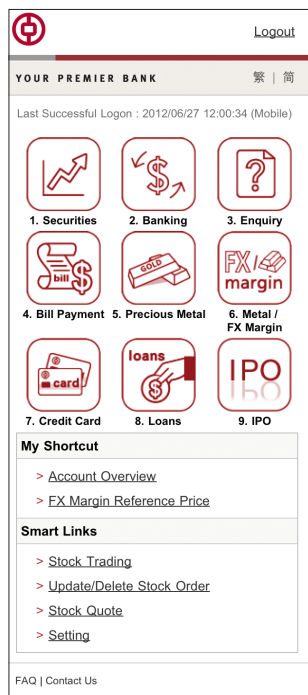 Logout
YOUR PREMIER BANK 繁 | 简
Last Successful Logon : 2012/06/27 12:00:34 (Mobile)
1. Securities 2. Banking 3. Enquiry
bill FX/ margin
GOLD
4. Bill Payment 5. Precious Metal 6. Metal /
FX Margin
card loans IPO
7. Credit Card 8. Loans 9. IPO
My Shortcut
> Account Overview
> FX Margin Reference Price
Smart Links
> Stock Trading
> Update/Delete Stock Order
> Stock Quote
> Setting
FAQ | Contact Us